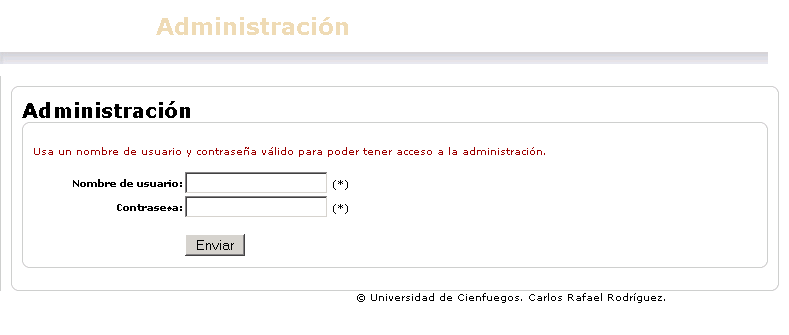 Administración
Administración
Usa un nombre de usuario y contraseña válido para poder tener acceso a la administración.
Nombre de usuario: (*)
Contrase±a: (*)
Enviar
© Universidad de Cienfuegos. Carlos Rafael Rodríguez.